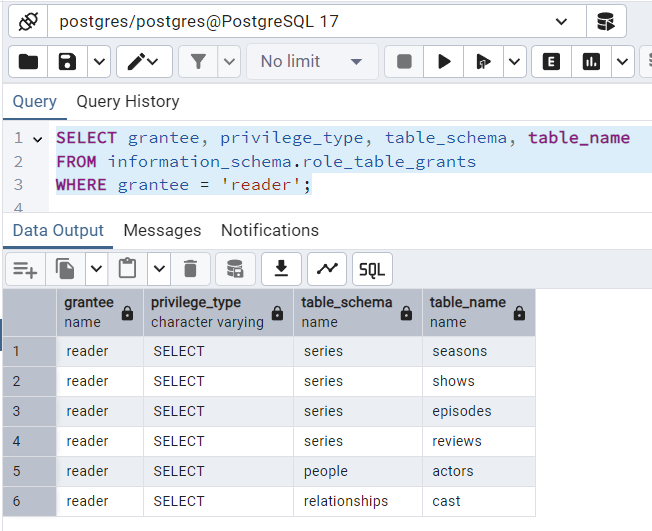 postgres/postgres@PostgreSQL 17
No limit
E
Query Query History
1 SELECT grantee, privilege_type, table_schema, table_name
2 FROM information_schema.role_table_grants
3 WHERE grantee = 'reader';
4
Data Output Messages Notifications
SQL
grantee privilege_type table_schema table_name
name character varying name name
1 reader SELECT series seasons
2 reader SELECT series shows
3 reader SELECT series episodes
4 reader SELECT series reviews
5 reader SELECT people actors
6 reader SELECT relationships cast